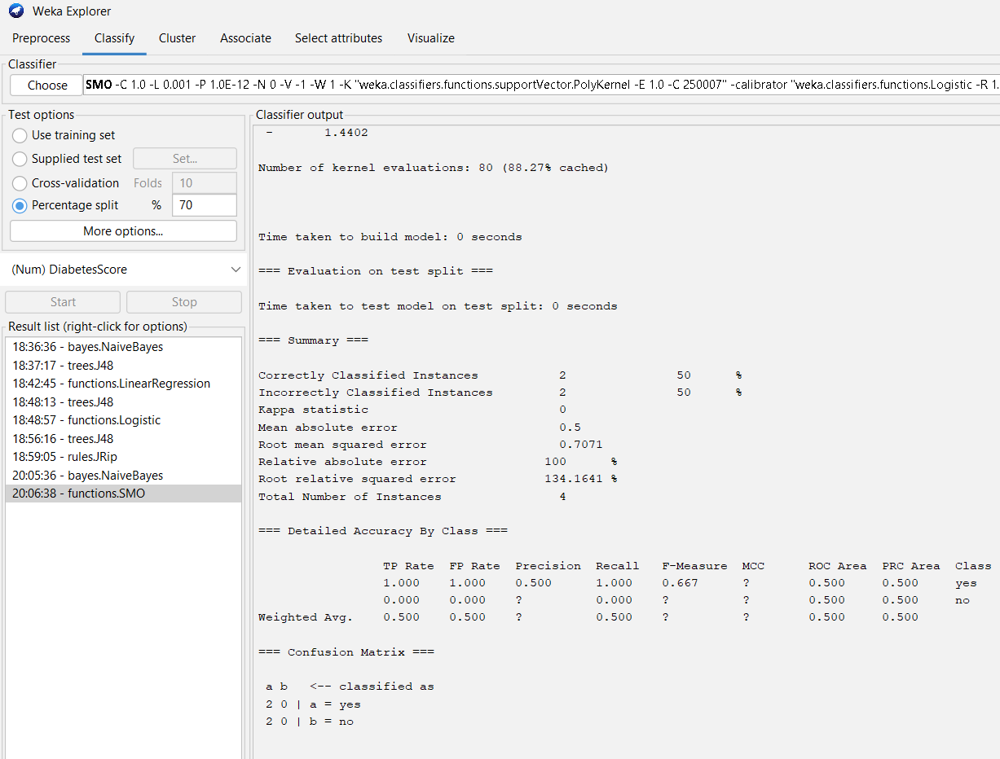 Weka Explorer
Preprocess Classify Cluster Associate Select attributes Visualize
Classifier
Choose SMO -C 1.0 -L 0.001 -P 1.0E-12 -N 0 -V -1 -W 1 -K "weka.classifiers.functions.supportVector.PolyKernel -E 1.0 -C 250007" -calibrator "weka.classifiers.functions.Logistic -R 1.
Test options
Use training set
Supplied test set Set...
Cross-validation Folds 10
Percentage split % 70
More options...
(Num) DiabetesScore
Start Stop
Result list (right-click for options)
18:36:36 - bayes.NaiveBayes
18:37:17 - trees.J48
18:42:45 - functions.LinearRegression
18:48:13 - trees.J48
18:48:57 - functions.Logistic
18:56:16 - trees.J48
18:59:05 - rules.JRip
20:05:36 - bayes.NaiveBayes
20:06:38 - functions.SMO
Classifier output
- 1.4402
Number of kernel evaluations: 80 (88.27% cached)
Time taken to build model: 0 seconds
=== Evaluation on test split ===
Time taken to test model on test split: 0 seconds
=== Summary ===
Correctly Classified Instances 2 50 %
Incorrectly Classified Instances 2 50 %
Kappa statistic 0
Mean absolute error 0.5
Root mean squared error 0.7071
Relative absolute error 100 %
Root relative squared error 134.1641 %
Total Number of Instances 4
=== Detailed Accuracy By Class ===
TP Rate FP Rate Precision Recall F-Measure MCC ROC Area PRC Area Class
1.000 1.000 0.500 1.000 0.667 ? 0.500 0.500 yes
0.000 0.000 ? 0.000 ? ? 0.500 0.500 no
Weighted Avg. 0.500 0.500 ? 0.500 ? ? 0.500 0.500
=== Confusion Matrix ===
a b <-- classified as
2 0 | a = yes
2 0 | b = no